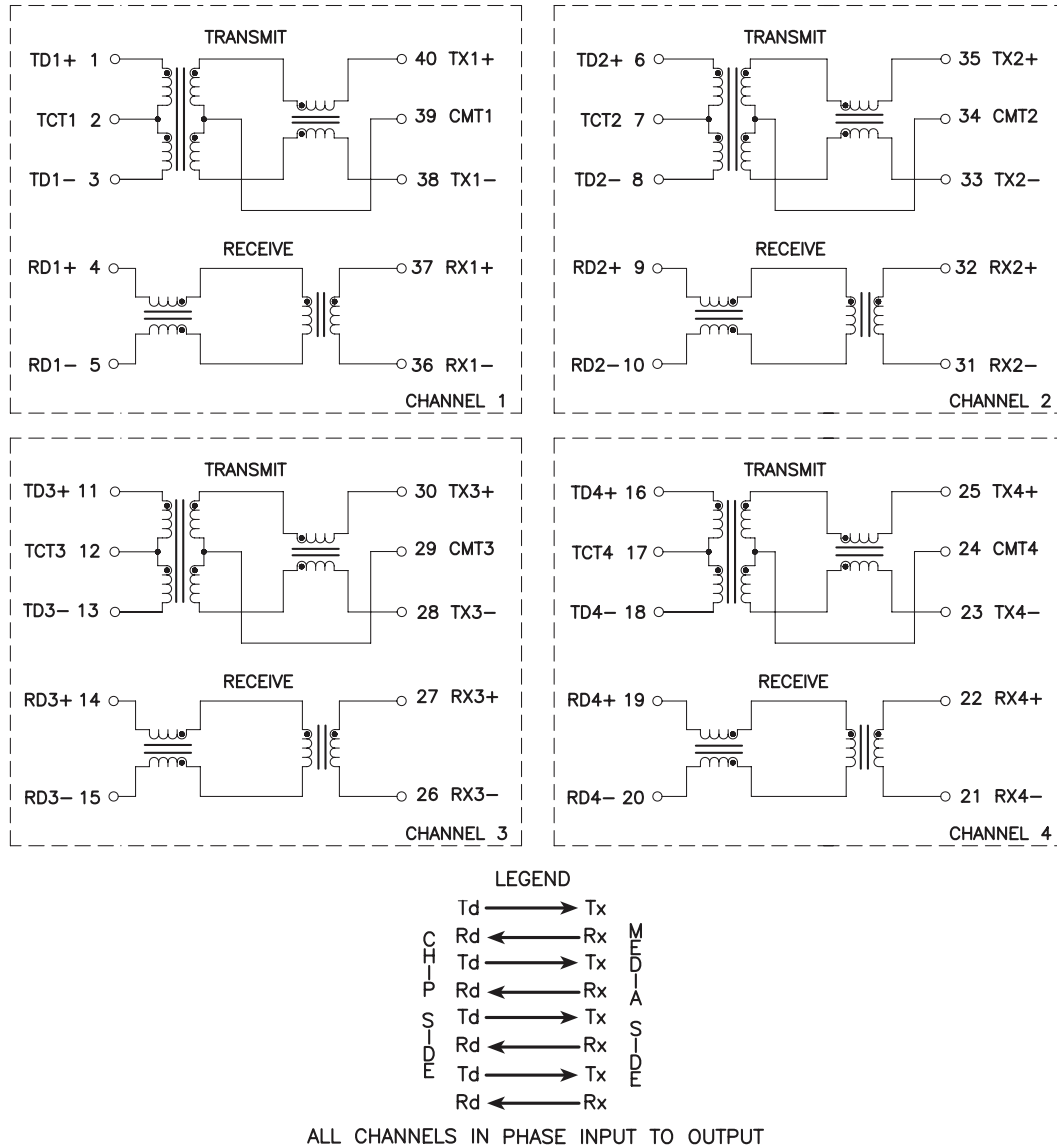 TRANSMIT
TD1+ 1
40 TX1+
TCT1 2
39 CMT1
TD1- 3
38 TX1-
RECEIVE
RD1+ 4
37 RX1+
RD1- 5
36 RX1-
CHANNEL 1
TRANSMIT
TD2+ 6
35 TX2+
TCT2 7
34 CMT2
TD2- 8
33 TX2-
RECEIVE
RD2+ 9
32 RX2+
RD2- 10
31 RX2-
CHANNEL 2
TRANSMIT
TD3+ 11
30 TX3+
TCT3 12
29 CMT3
TD3- 13
28 TX3-
RECEIVE
RD3+ 14
27 RX3+
RD3- 15
26 RX3-
CHANNEL 3
TRANSMIT
TD4+ 16
25 TX4+
TCT4 17
24 CMT4
TD4- 18
23 TX4-
RECEIVE
RD4+ 19
22 RX4+
RD4- 20
21 RX4-
CHANNEL 4
LEGEND
CHIP SIDE
Td Tx
Rd Rx
Td Tx
Rd Rx
Td Tx
Rd Rx
Td Tx
Rd Rx
MEDIA SIDE
ALL CHANNELS IN PHASE INPUT TO OUTPUT